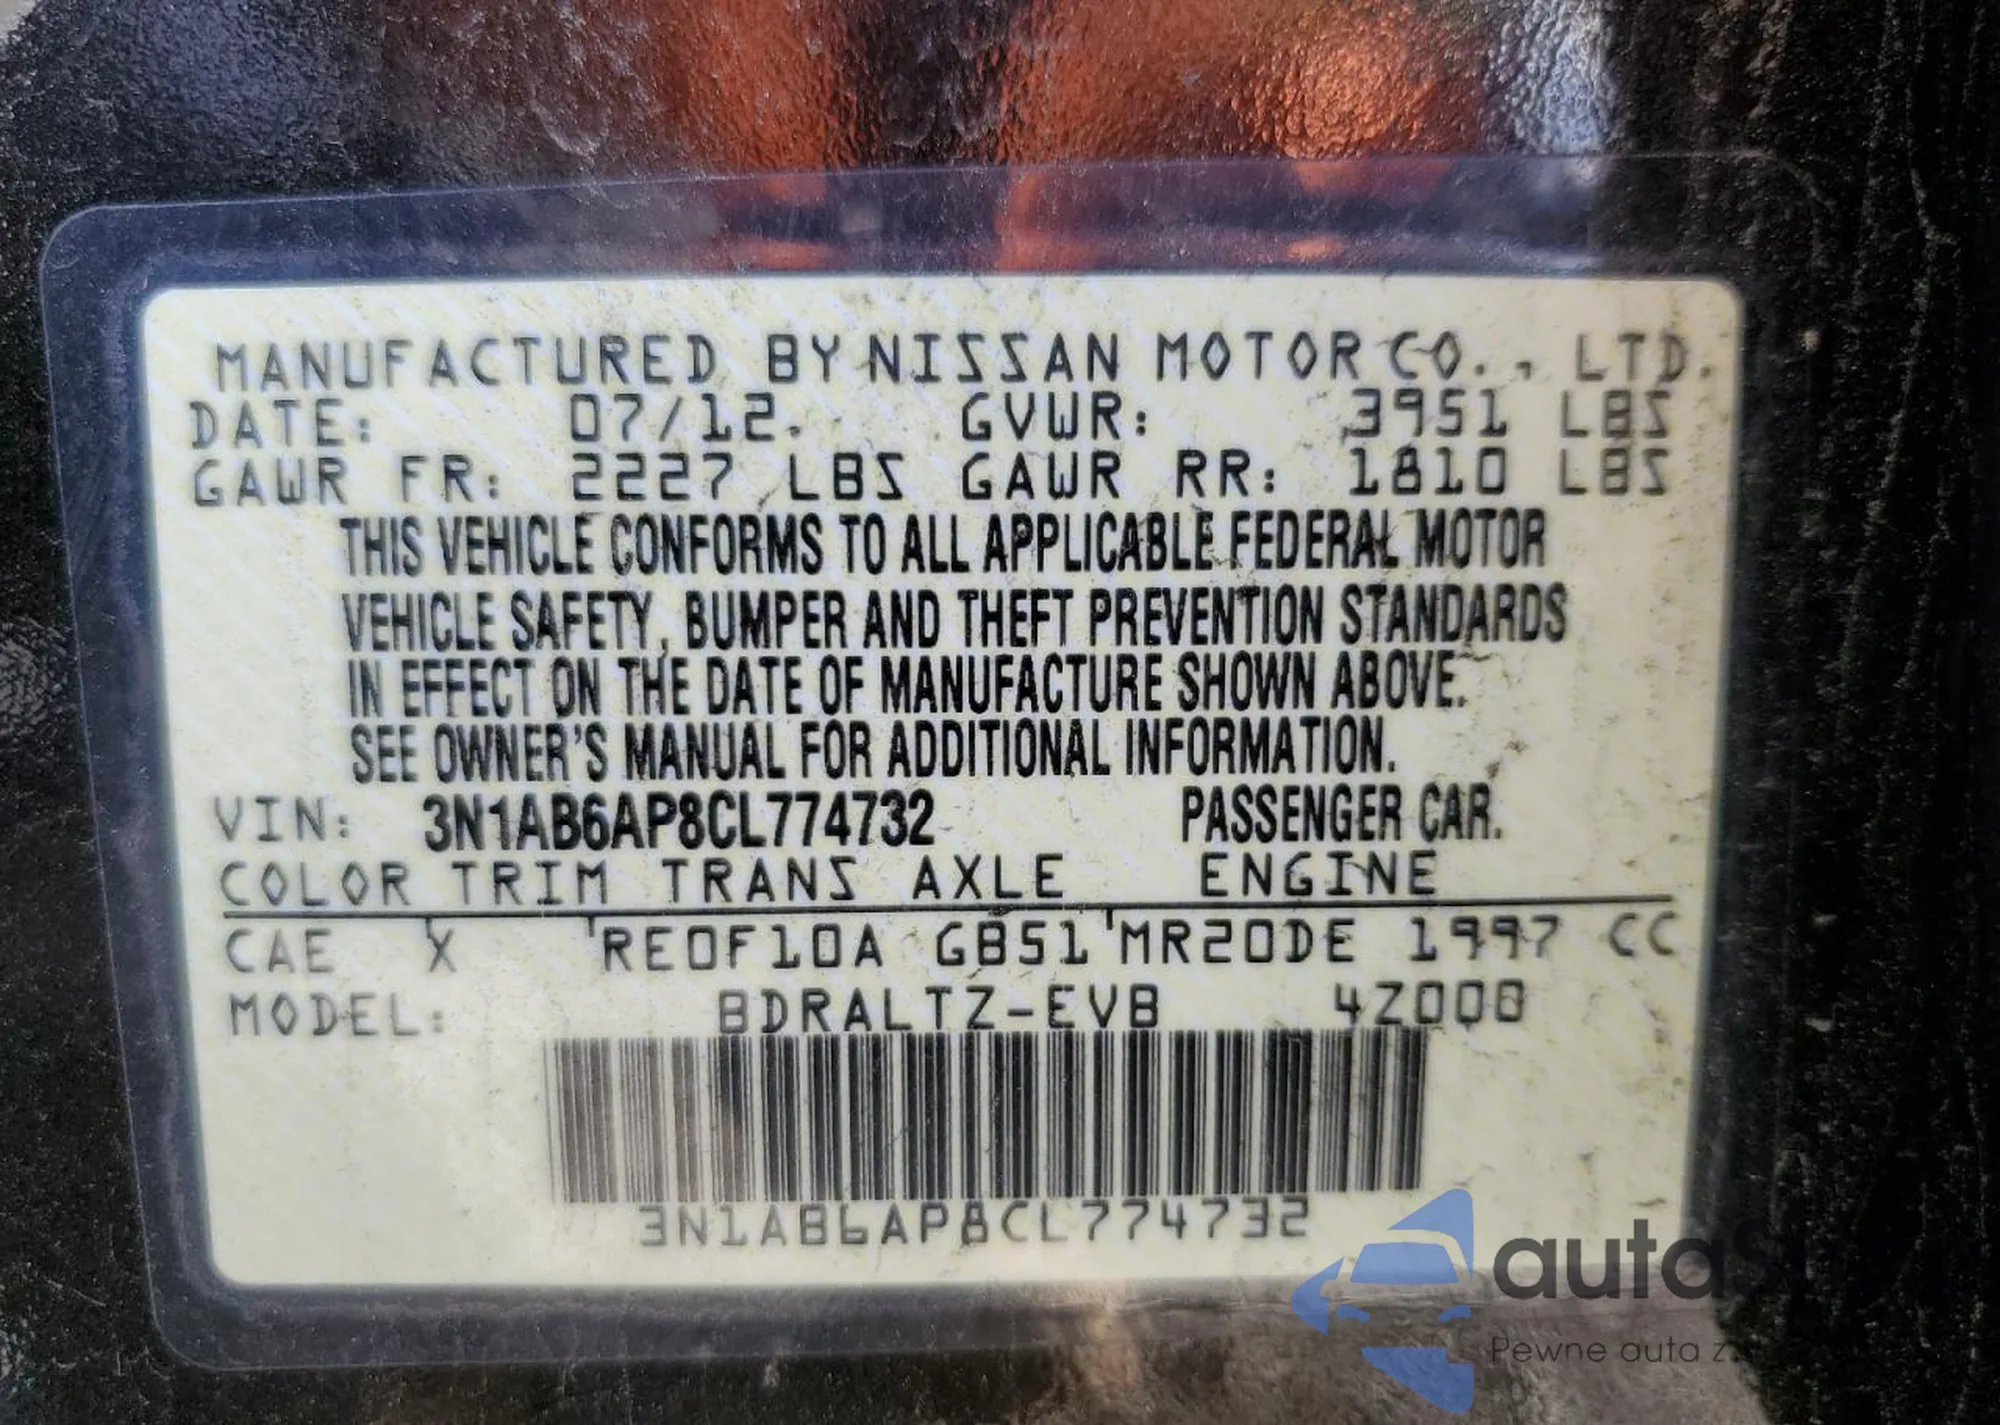 MANUFACTURED BY NISSAN MOTOR CO., LTD.
DATE: 07/12. GVWR: 3951 LBS
GAWR FR: 2227 LBS GAWR RR: 1810 LBS
THIS VEHICLE CONFORMS TO ALL APPLICABLE FEDERAL MOTOR
VEHICLE SAFETY, BUMPER AND THEFT PREVENTION STANDARDS
IN EFFECT ON THE DATE OF MANUFACTURE SHOWN ABOVE.
SEE OWNER'S MANUAL FOR ADDITIONAL INFORMATION.
VIN: 3N1AB6AP8CL774732 PASSENGER CAR.
COLOR TRIM TRANS AXLE ENGINE
CAE X RE0F10A GB51 MR20DE 1997 CC
MODEL: BDRALTZ-EVB 4Z000
3N1AB6AP8CL774732
Pewne auta